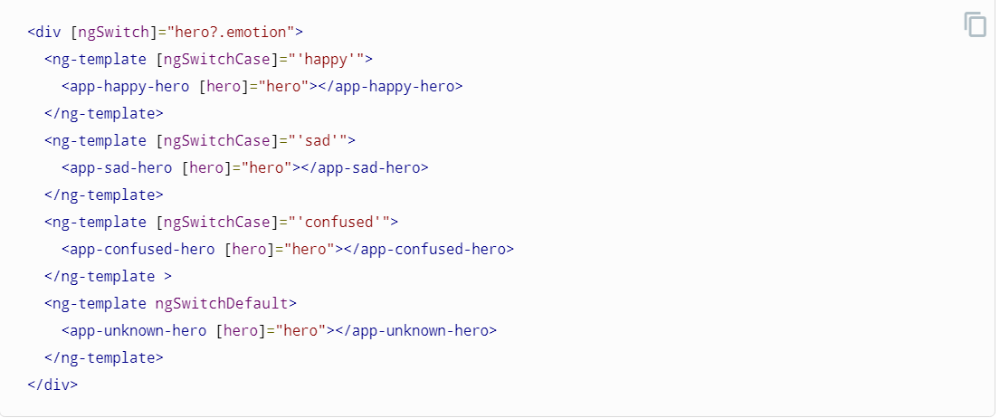 <div [ngSwitch]="hero?.emotion">
  <ng-template [ngSwitchCase]="'happy'">
    <app-happy-hero [hero]="hero"></app-happy-hero>
  </ng-template>
  <ng-template [ngSwitchCase]="'sad'">
    <app-sad-hero [hero]="hero"></app-sad-hero>
  </ng-template>
  <ng-template [ngSwitchCase]="'confused'">
    <app-confused-hero [hero]="hero"></app-confused-hero>
  </ng-template >
  <ng-template ngSwitchDefault>
    <app-unknown-hero [hero]="hero"></app-unknown-hero>
  </ng-template>
</div>